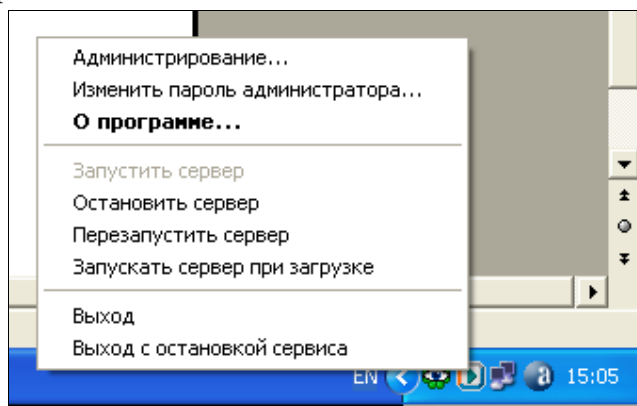 Администрирование...
Изменить пароль администратора...
О программе...
Запустить сервер
Остановить сервер
Перезапустить сервер
Запускать сервер при загрузке
Выход
Выход с остановкой сервиса
EN 15:05